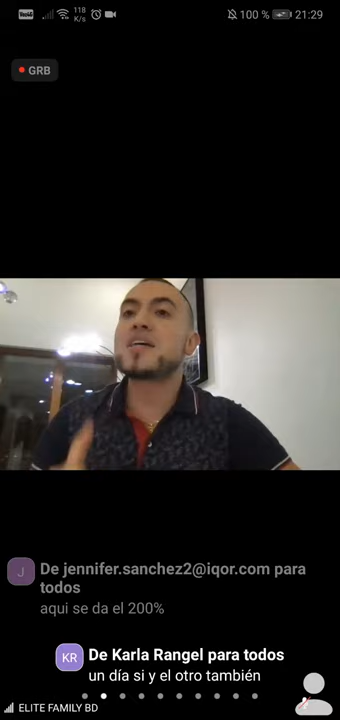 118
K/s
100 %
21:29
GRB
J
De jennifer.sanchez2@iqor.com para
todos
aqui se da el 200%
KR
De Karla Rangel para todos
un día si y el otro también
ELITE FAMILY BD